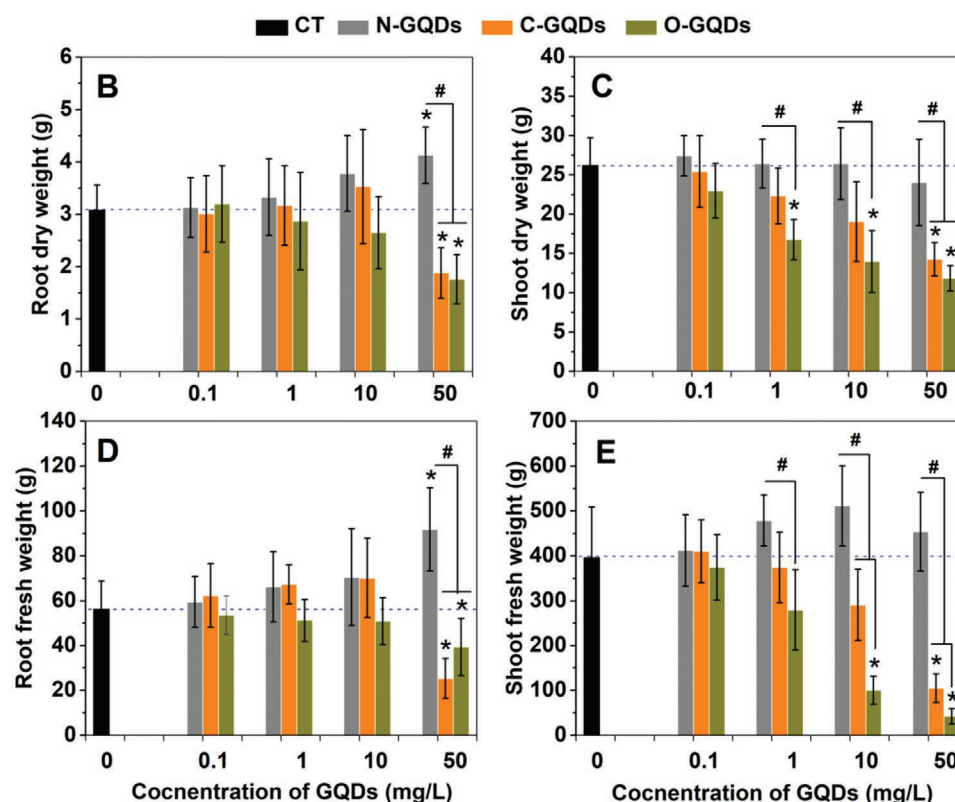 CT N-GQDs C-GQDs O-GQDs
B
Root dry weight (g)
6
5
4
3
2
1
0
# * * *
0 0.1 1 10 50
C
Shoot dry weight (g)
40
35
30
25
20
15
10
5
0
# # #
* * * *
0 0.1 1 10 50
D
Root fresh weight (g)
140
120
100
80
60
40
20
0
# * * *
0 0.1 1 10 50
Cocnentration of GQDs (mg/L)
E
Shoot fresh weight (g)
700
600
500
400
300
200
100
0
# # #
* * *
0 0.1 1 10 50
Cocnentration of GQDs (mg/L)